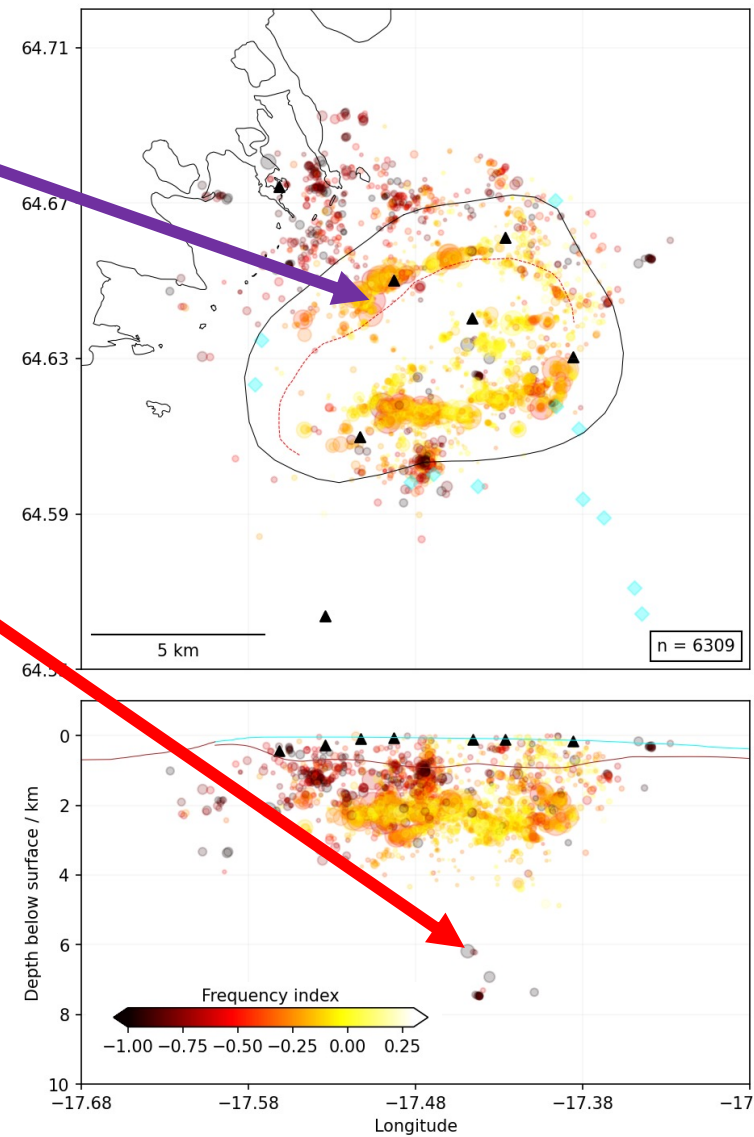 64.71
64.67
64.63
64.59
5 km
n = 6309
0
2
4
6
8
10
Depth below surface / km
Frequency index
−1.00 −0.75 −0.50 −0.25 0.00 0.25
−17.68 −17.58 −17.48 −17.38
Longitude